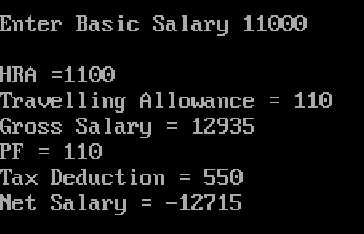 Enter Basic Salary 11000
HRA =1100
Travelling Allowance = 110
Gross Salary = 12935
PF = 110
Tax Deduction = 550
Net Salary = -12715